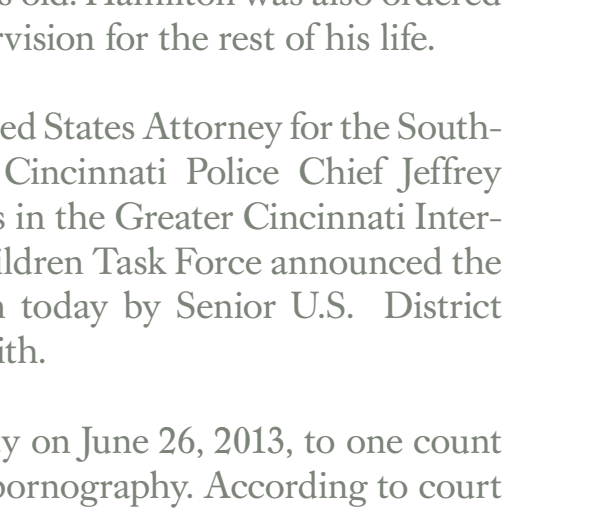 s old. Hamilton was also ordered
rvision for the rest of his life.
ed States Attorney for the South-
Cincinnati Police Chief Jeffrey
s in the Greater Cincinnati Inter-
ildren Task Force announced the
n today by Senior U.S. District
ith.
y on June 26, 2013, to one count
pornography. According to court